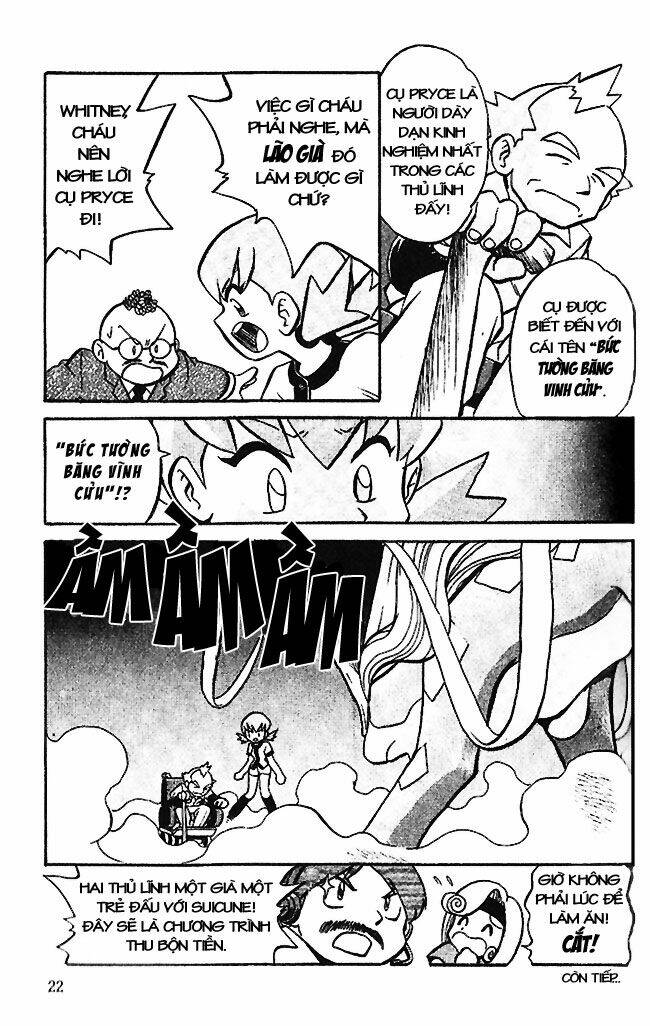 CỤ PRYCE LÀ
NGƯỜI DÀY
DẠN KINH
NGHIỆM NHẤT
TRONG CÁC
THỦ LĨNH
ĐẤY!
VIỆC GÌ CHÁU
PHẢI NGHE, MÀ
LÃO GIÀ ĐÓ
LÀM ĐƯỢC GÌ
CHỨ?
WHITNEY,
CHÁU
NÊN
NGHE LỜI
CỤ PRYCE
ĐI!
CỤ ĐƯỢC
BIẾT ĐẾN VỚI
CÁI TÊN "BỨC
TƯỜNG BĂNG
VINH CỬU".
"BỨC TƯỜNG
BĂNG VĨNH
CỬU"!?
ẦM ẦM ẦM
HAI THỦ LĨNH MỘT GIÀ MỘT
TRẺ ĐẤU VỚI SUICUNE!
ĐÂY SẼ LÀ CHƯƠNG TRÌNH
THU BỘN TIỀN.
GIỜ KHÔNG
PHẢI LÚC ĐỂ
LÀM ĂN!
CẮT!
CÒN TIẾP...
22